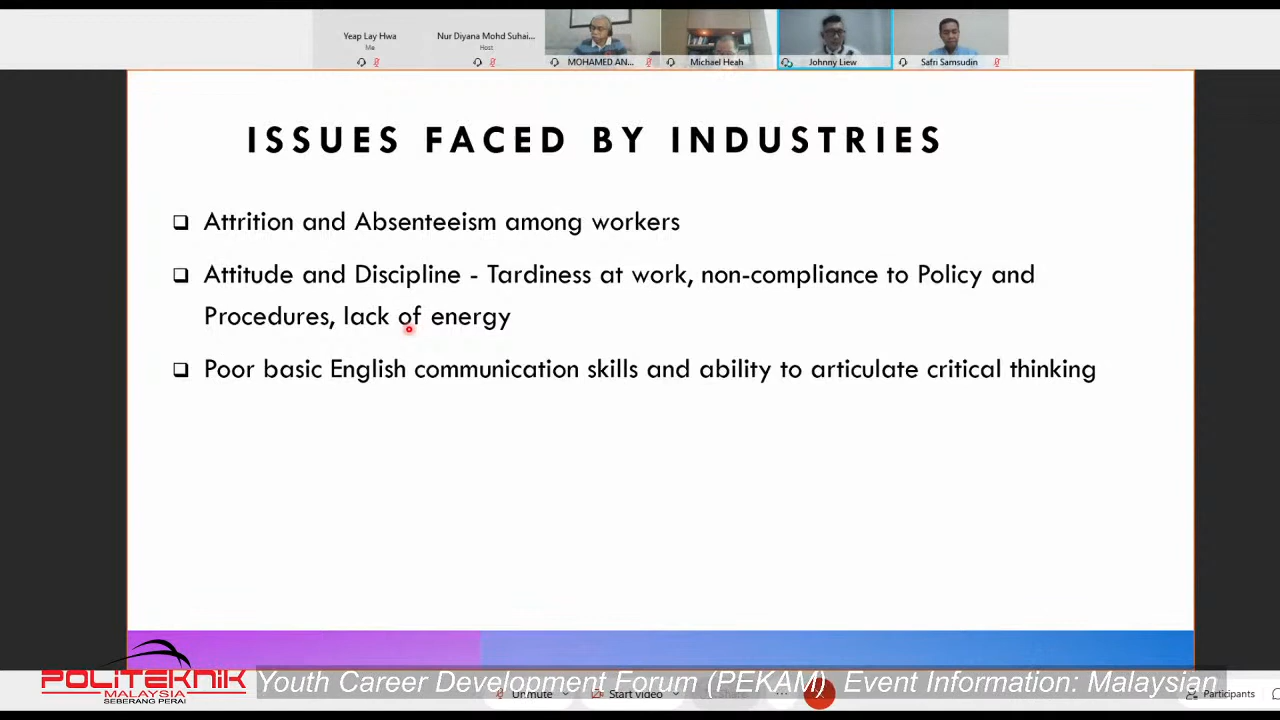 Yeap Lay Hwa
Me
Nur Diyana Mohd Suhai...
Host
MOHAMED AN...
Michael Heah
Johnny Liew
Safri Samsudin
ISSUES FACED BY INDUSTRIES
Attrition and Absenteeism among workers
Attitude and Discipline - Tardiness at work, non-compliance to Policy and
Procedures, lack of energy
Poor basic English communication skills and ability to articulate critical thinking
POLITEKNIK
MALAYSIA
SEBERANG PERAI
Youth Career Development Forum (PEKAM) Event Information: Malaysian
Unmute
Start video
Participants